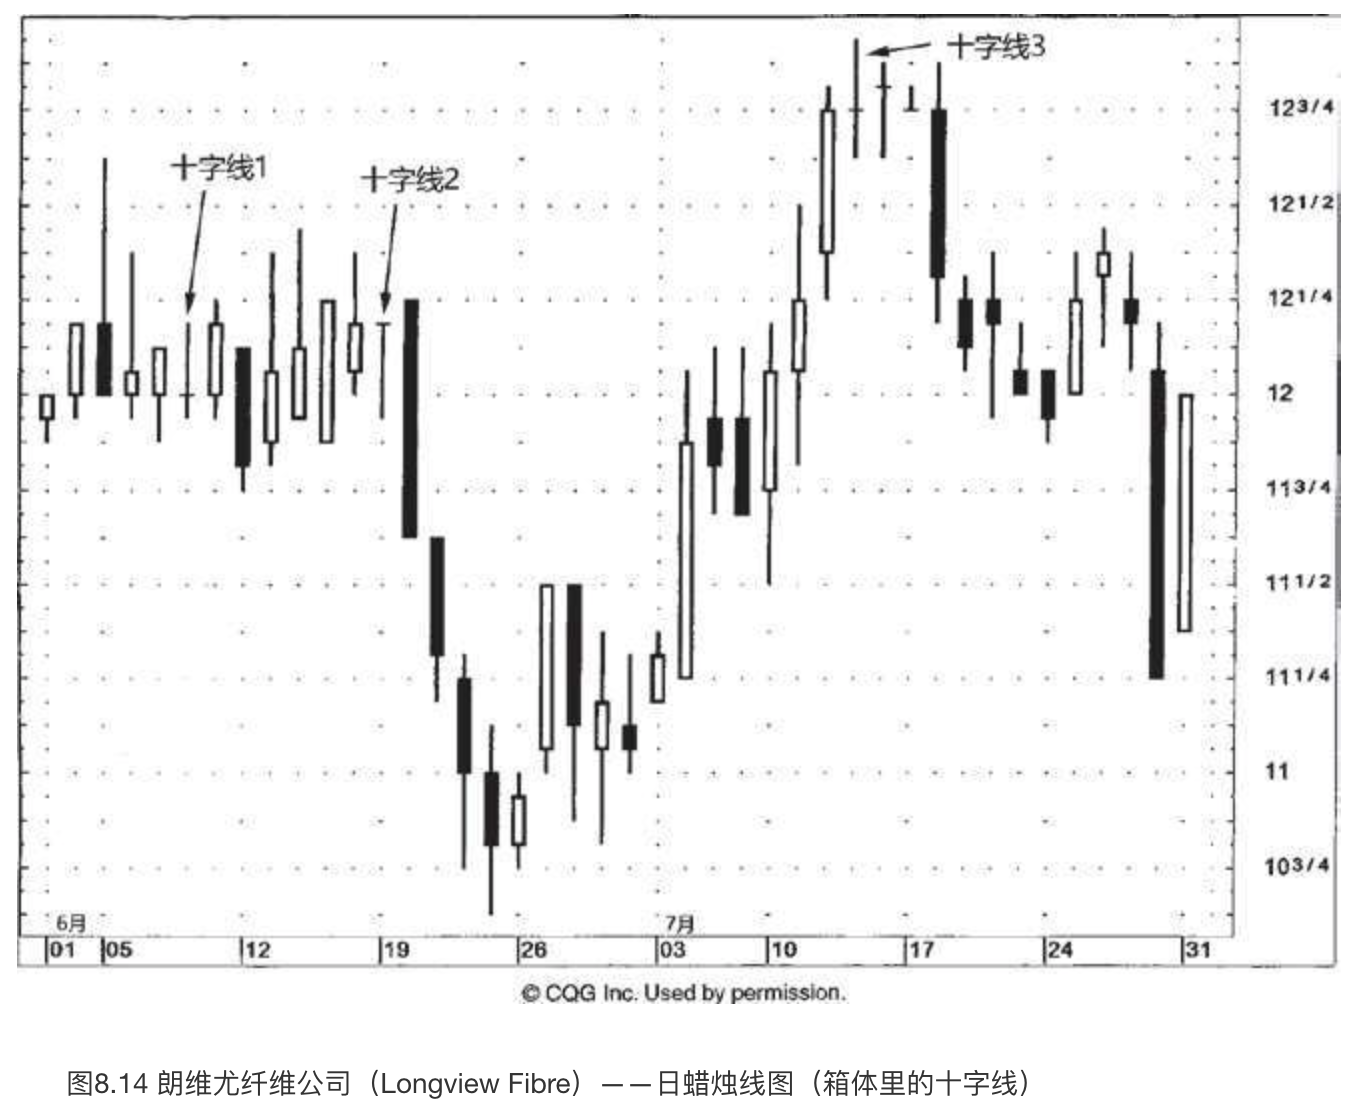 十字线3
12 3/4
十字线1
十字线2
12 1/2
12 1/4
12
11 3/4
11 1/2
11 1/4
11
10 3/4
6月 7月
01 05 12 19 26 03 10 17 24 31
© CQG Inc. Used by permission.
图8.14 朗维尤纤维公司（Longview Fibre）——日蜡烛线图（箱体里的十字线）